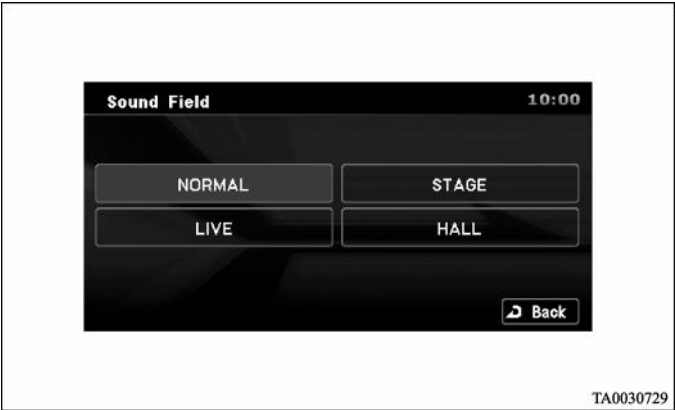 Sound Field 10:00
NORMAL STAGE
LIVE HALL
Back
TA0030729